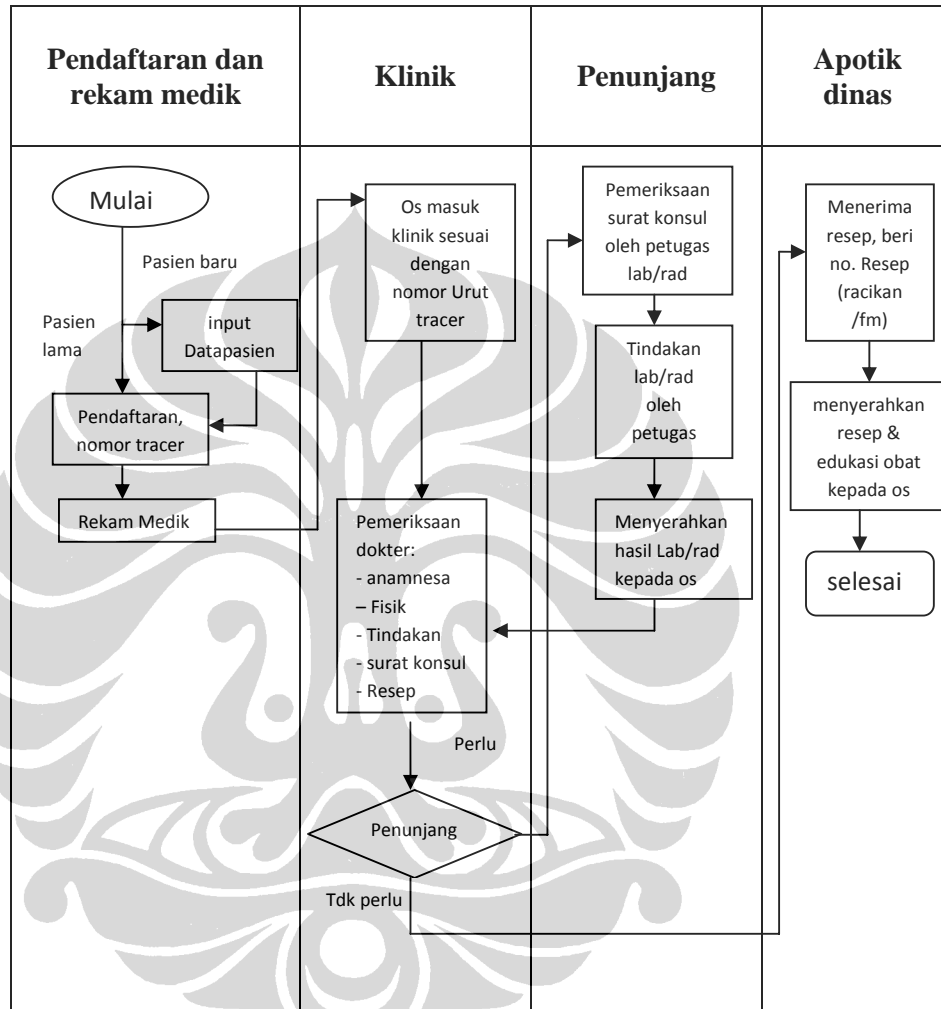 Pendaftaran dan
rekam medik
Klinik
Penunjang
Apotik
dinas
Mulai
Pasien baru
Pasien
lama
input
Datapasien
Pendaftaran,
nomor tracer
Rekam Medik
Os masuk
klinik sesuai
dengan
nomor Urut
tracer
Pemeriksaan
dokter:
- anamnesa
– Fisik
- Tindakan
- surat konsul
- Resep
Perlu
Penunjang
Tdk perlu
Pemeriksaan
surat konsul
oleh petugas
lab/rad
Tindakan
lab/rad
oleh
petugas
Menyerahkan
hasil Lab/rad
kepada os
Menerima
resep, beri
no. Resep
(racikan
/fm)
menyerahkan
resep &
edukasi obat
kepada os
selesai